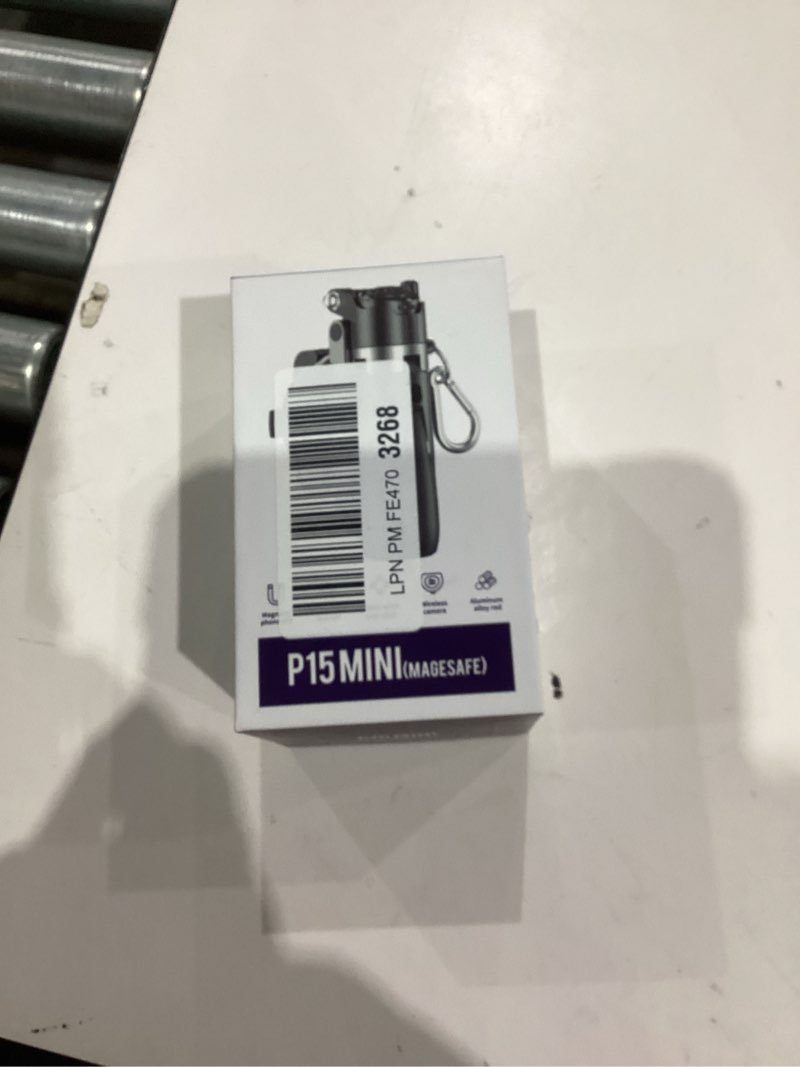 LPN PM FE470 3268
Wireless
camera
Aluminum
alloy rod
P15 MINI (MAGESAFE)